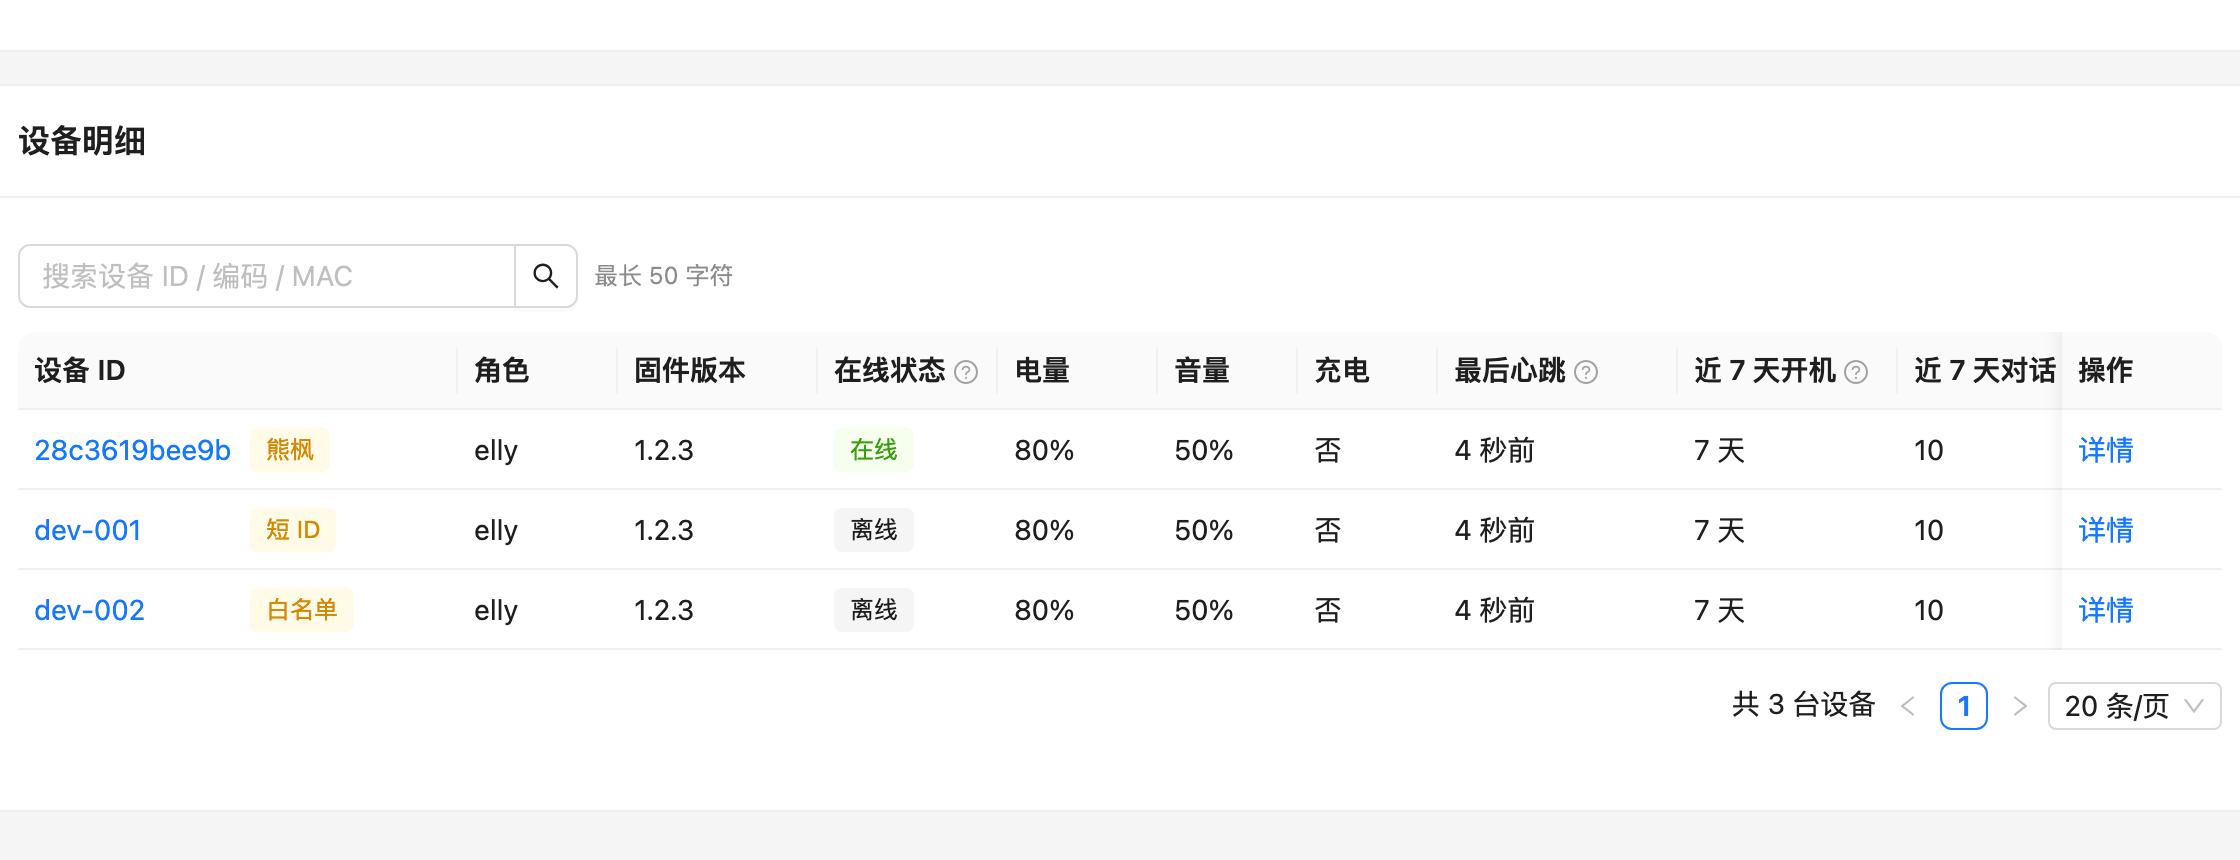 设备明细
搜索设备 ID / 编码 / MAC 最长 50 字符
设备 ID 角色 固件版本 在线状态 ? 电量 音量 充电 最后心跳 ? 近 7 天开机 ? 近 7 天对话 操作
28c3619bee9b 熊枫 elly 1.2.3 在线 80% 50% 否 4 秒前 7 天 10 详情
dev-001 短 ID elly 1.2.3 离线 80% 50% 否 4 秒前 7 天 10 详情
dev-002 白名单 elly 1.2.3 离线 80% 50% 否 4 秒前 7 天 10 详情
共 3 台设备 < 1 > 20 条/页